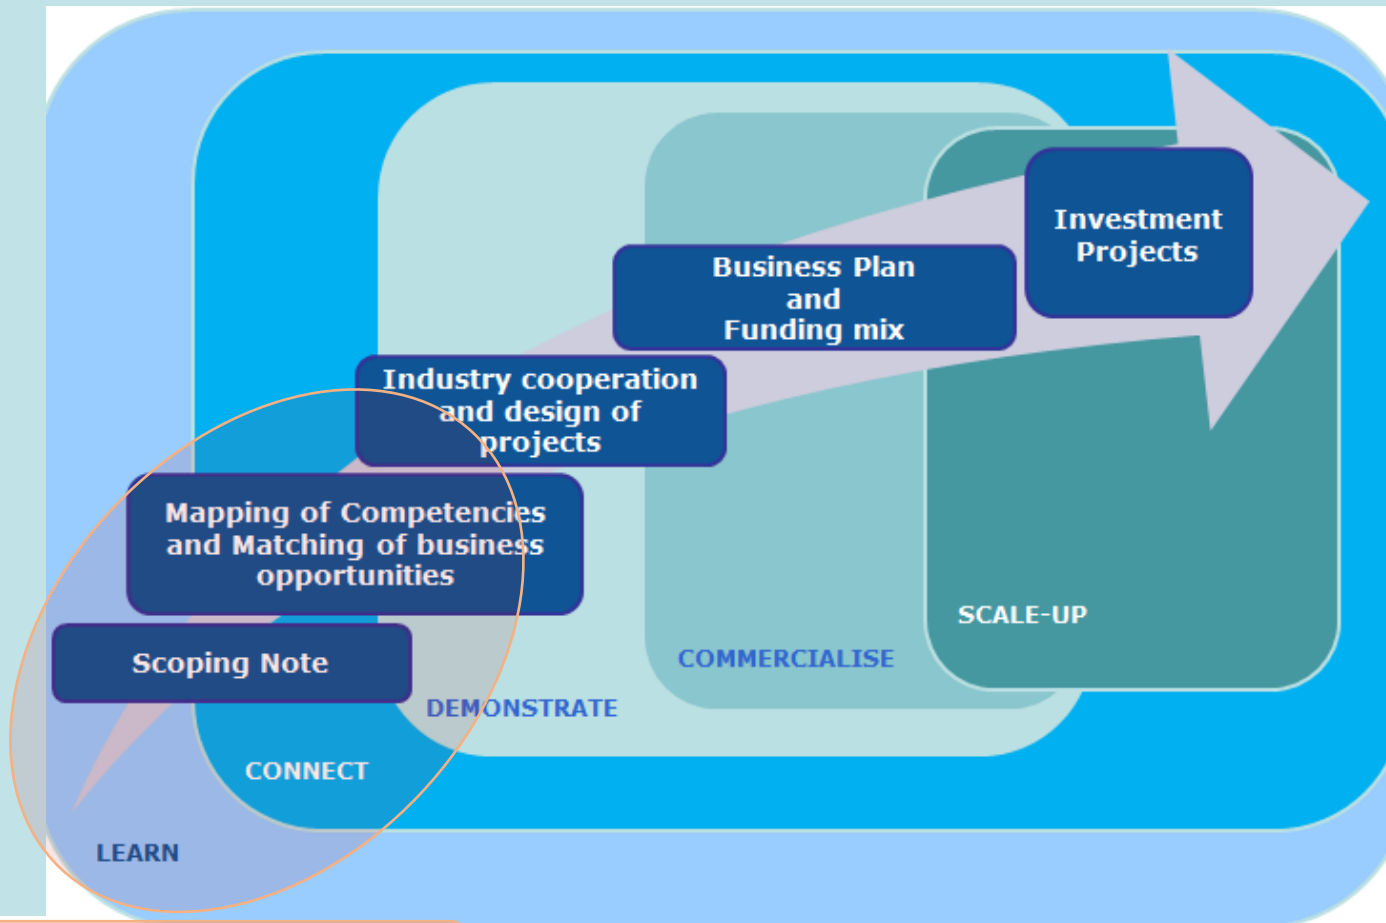 Investment
Projects
Business Plan
and
Funding mix
Industry cooperation
and design of
projects
Mapping of Competencies
and Matching of business
opportunities
Scoping Note
SCALE-UP
COMMERCIALISE
DEMONSTRATE
CONNECT
LEARN